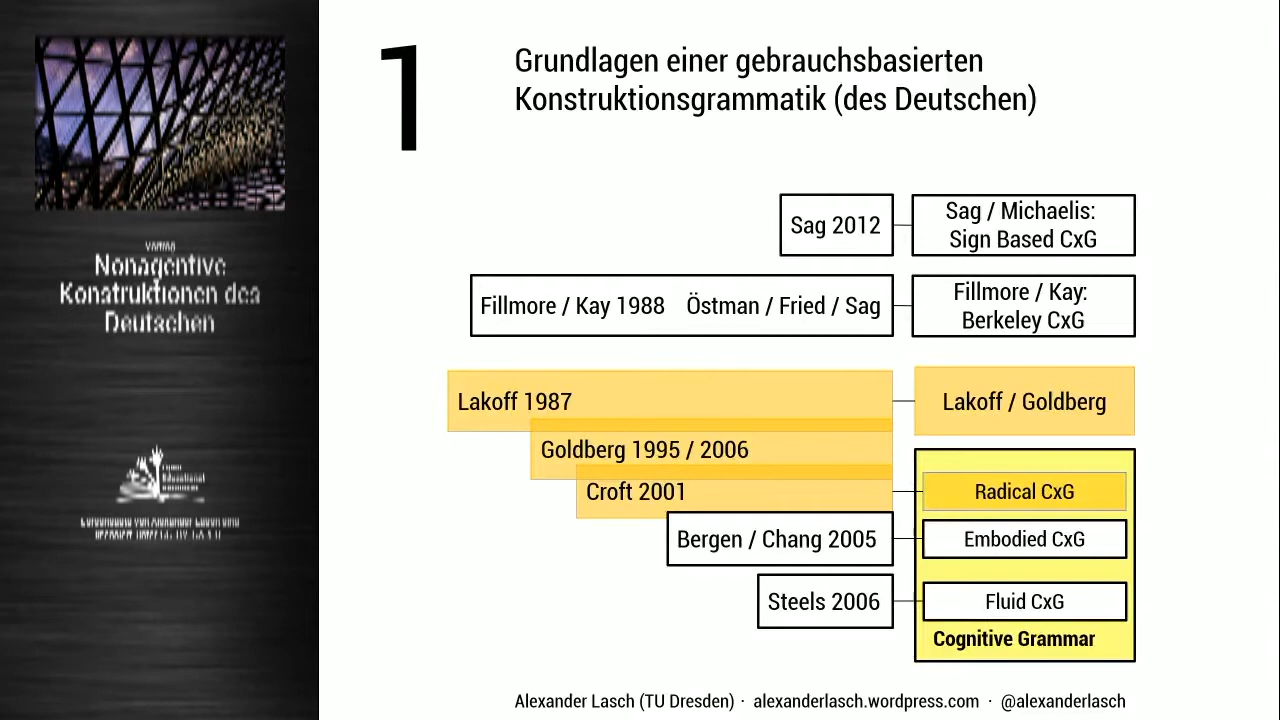 1
Grundlagen einer gebrauchsbasierten
Konstruktionsgrammatik (des Deutschen)
Vortrag
Nonagentive
Konstruktionen des
Deutschen
Sag 2012
Sag / Michaelis:
Sign Based CxG
Fillmore / Kay 1988 Östman / Fried / Sag
Fillmore / Kay:
Berkeley CxG
Lakoff 1987
Lakoff / Goldberg
Goldberg 1995 / 2006
Croft 2001
Radical CxG
Bergen / Chang 2005
Embodied CxG
Steels 2006
Fluid CxG
Cognitive Grammar
Alexander Lasch (TU Dresden) · alexanderlasch.wordpress.com · @alexanderlasch